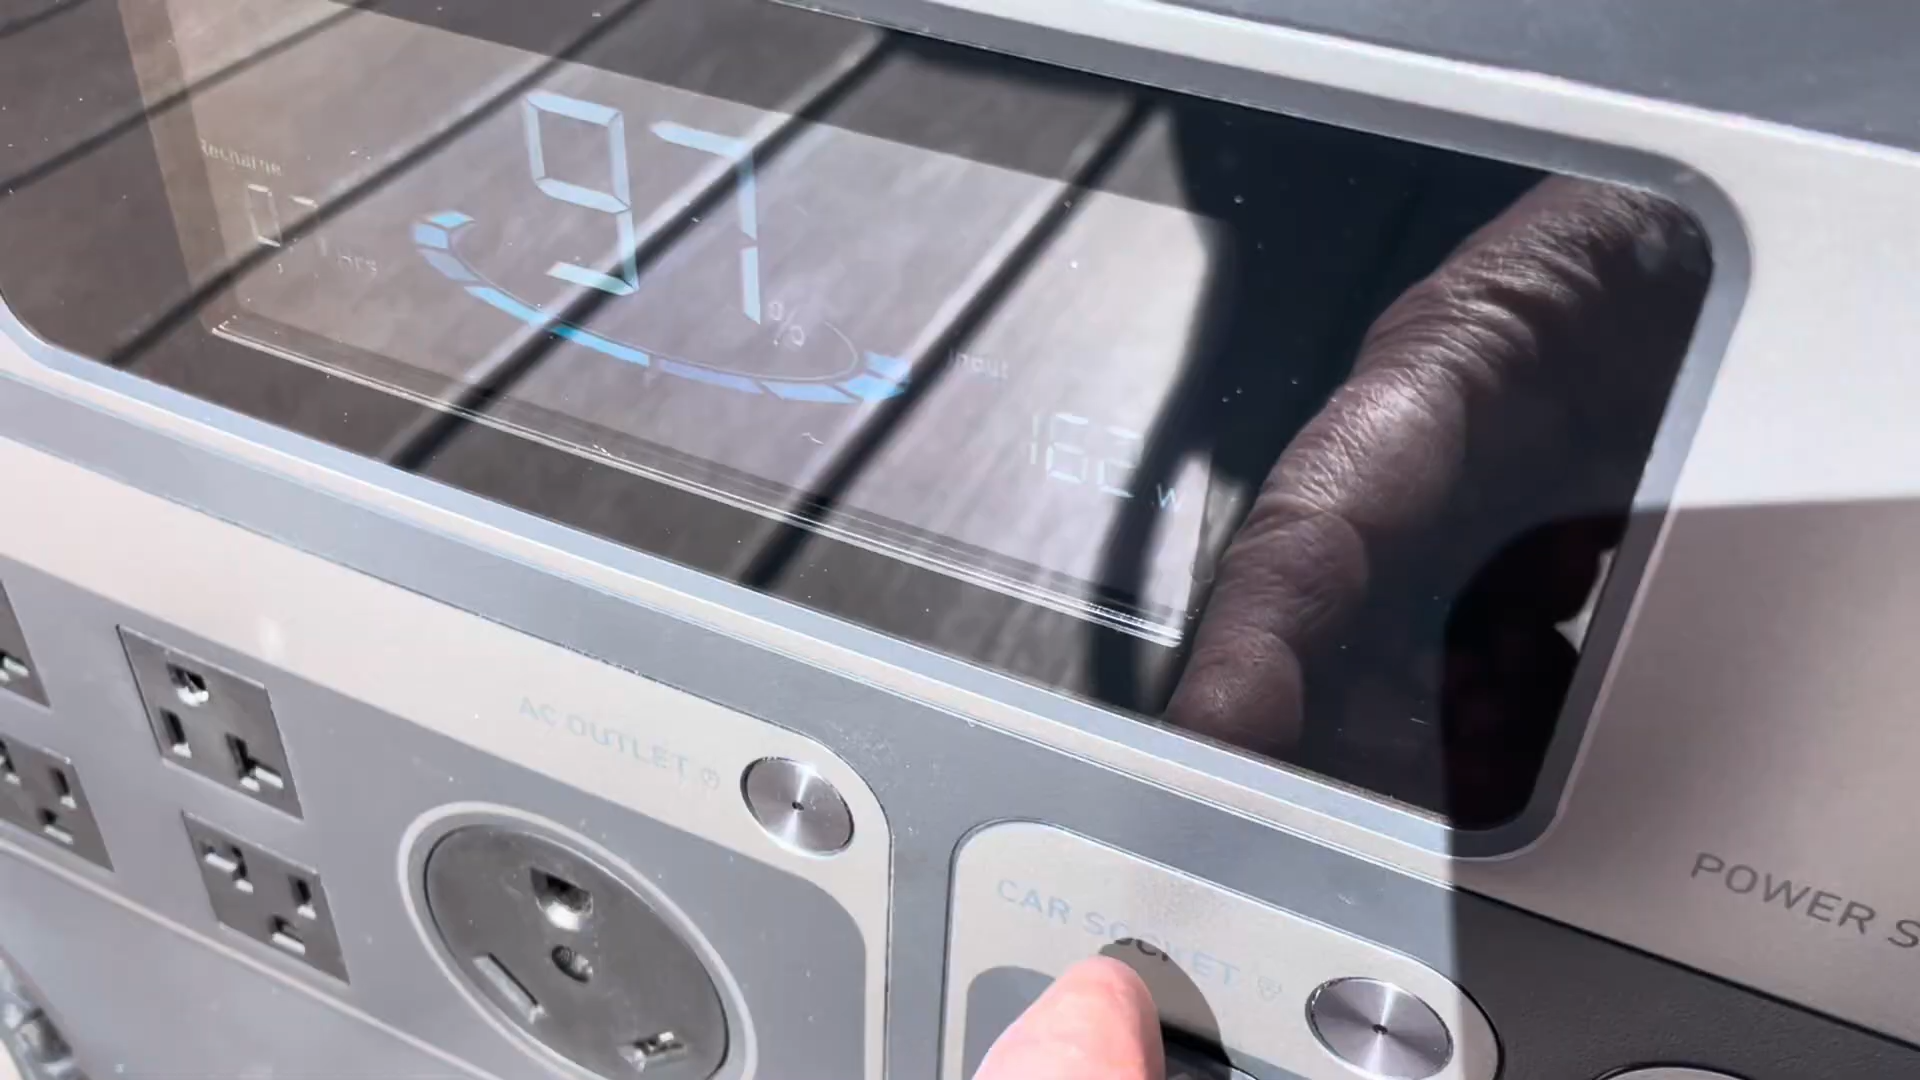 Recharge
97
%
Hrs
Input
162 W
AC OUTLET
CAR SOCKET
POWER S